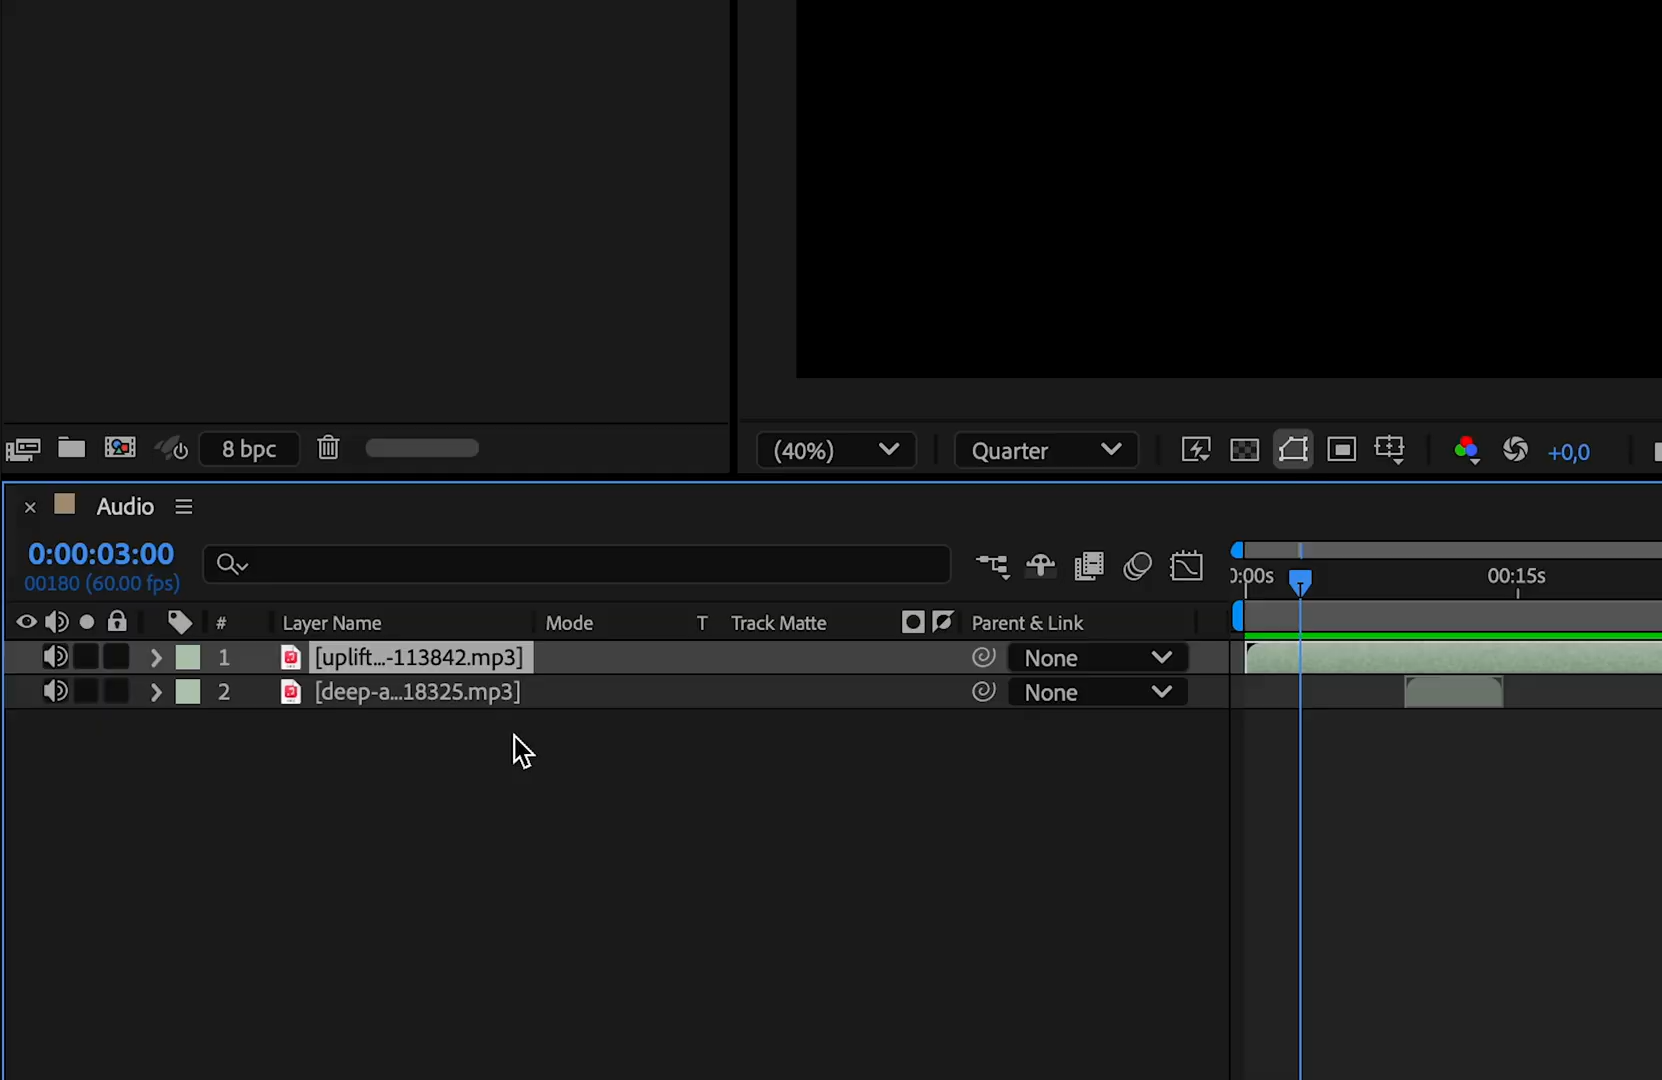 8 bpc
(40%)
Quarter
+0,0
Audio
0:00:03:00
00180 (60.00 fps)
0:00s
00:15s
#
Layer Name
Mode
T
Track Matte
Parent & Link
1
[uplift...-113842.mp3]
None
2
[deep-a...18325.mp3]
None